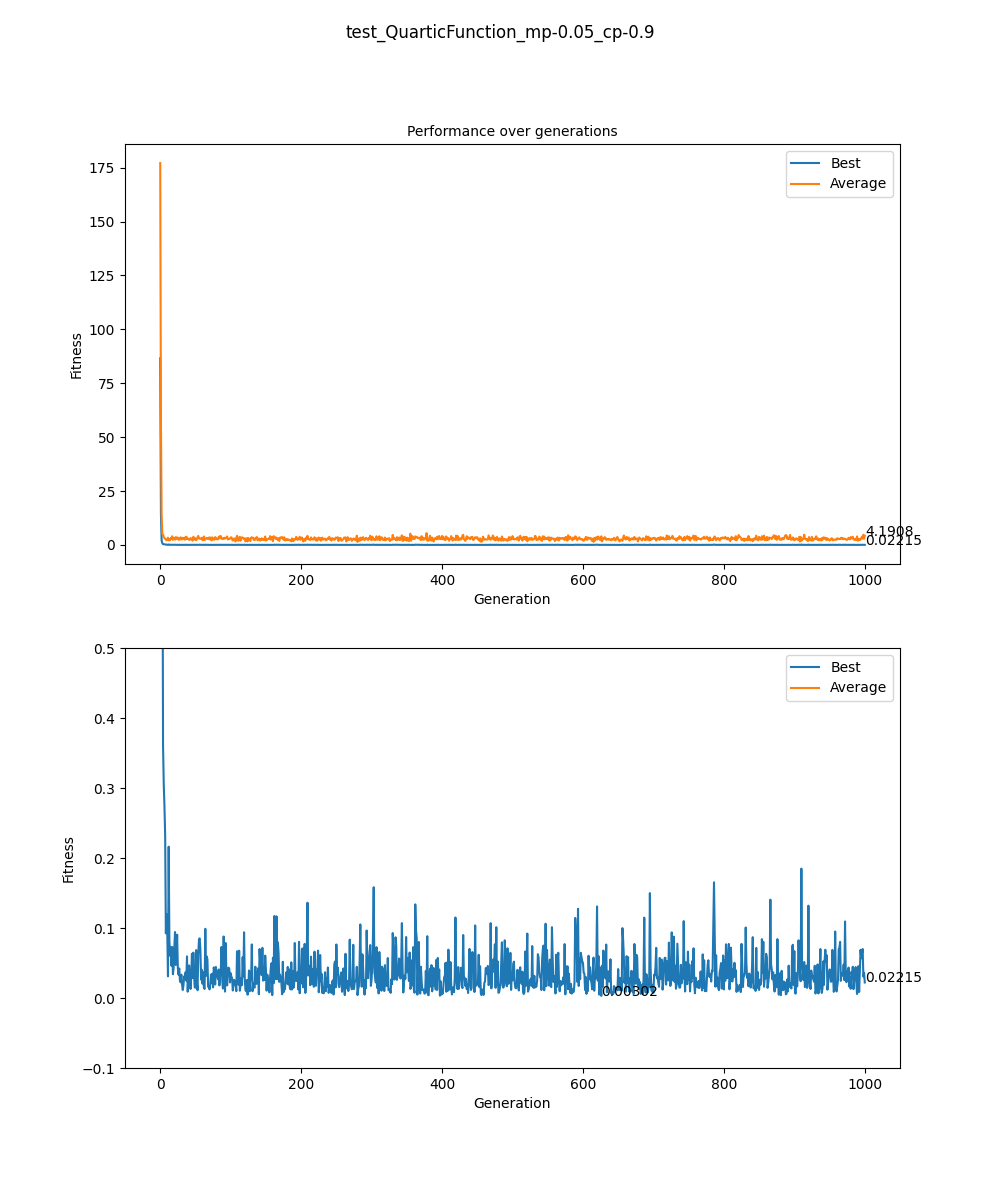 test_QuarticFunction_mp-0.05_cp-0.9
Performance over generations
Best
Average
175
150
125
100
75
50
25
0
Fitness
4.1908
0.02215
0 200 400 600 800 1000
Generation
Best
Average
0.5
0.4
0.3
0.2
0.1
0.0
−0.1
Fitness
0.02215
0.00302
0 200 400 600 800 1000
Generation